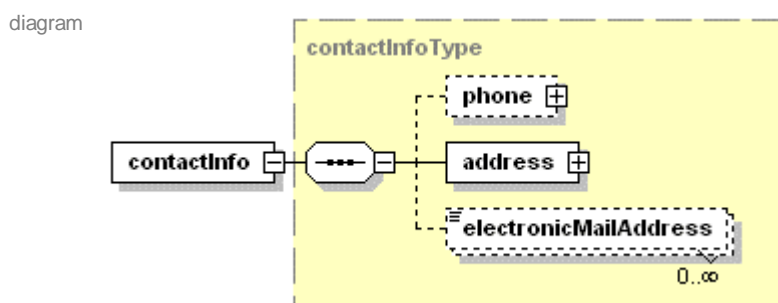 diagram
contactInfoType
phone
contactInfo
address
electronicMailAddress
0..∞